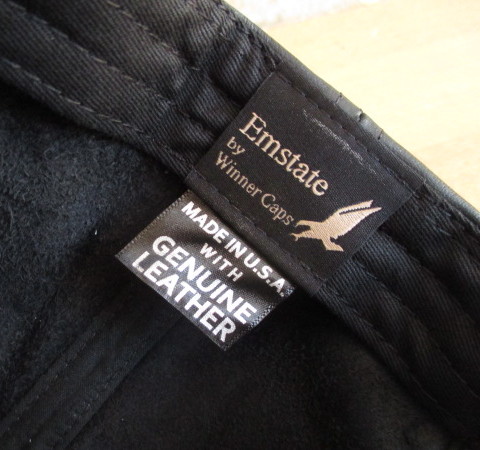 Emstate
by
Winner Caps
MADE IN U.S.A.
WITH
GENUINE
LEATHER